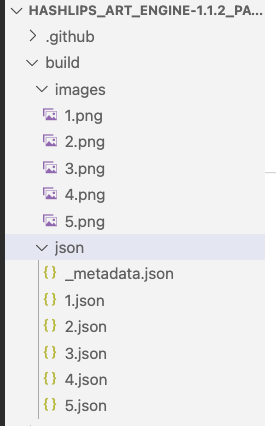 HASHLIPS_ART_ENGINE-1.1.2_PA...
.github
build
images
1.png
2.png
3.png
4.png
5.png
json
{} _metadata.json
{} 1.json
{} 2.json
{} 3.json
{} 4.json
{} 5.json